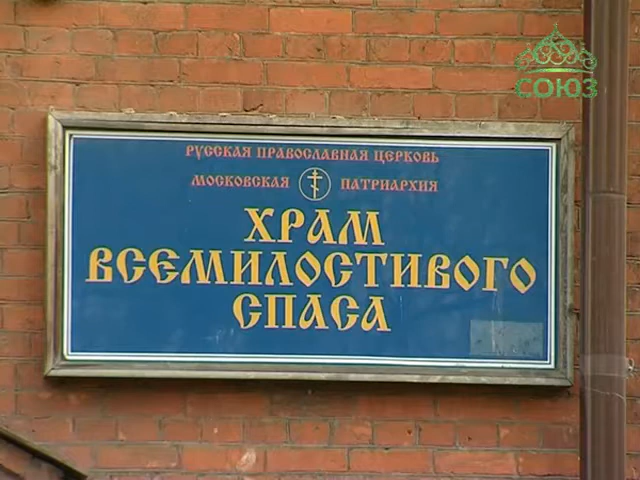 СОЮЗ
РУССКАЯ ПРАВОСЛАВНАЯ ЦЕРКОВЬ
МОСКОВСКАЯ ПАТРИАРХИЯ
ХРАМ
ВСЕМИЛОСТИВОГО
СПАСА